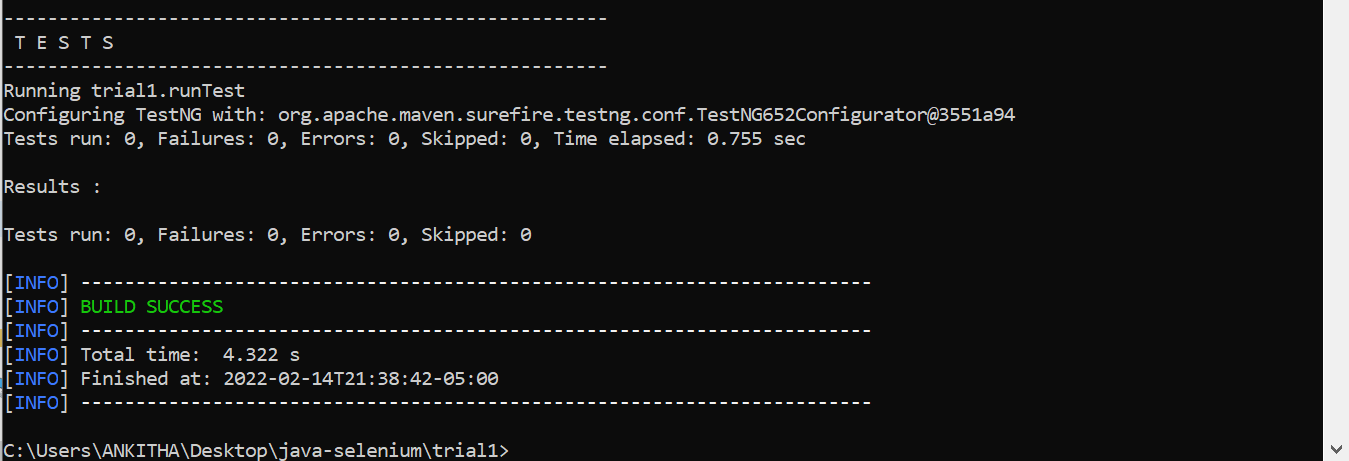 -------------------------------------------------------
 T E S T S
-------------------------------------------------------
Running trial1.runTest
Configuring TestNG with: org.apache.maven.surefire.testng.conf.TestNG652Configurator@3551a94
Tests run: 0, Failures: 0, Errors: 0, Skipped: 0, Time elapsed: 0.755 sec

Results :

Tests run: 0, Failures: 0, Errors: 0, Skipped: 0

[INFO] ------------------------------------------------------------------------
[INFO] BUILD SUCCESS
[INFO] ------------------------------------------------------------------------
[INFO] Total time:  4.322 s
[INFO] Finished at: 2022-02-14T21:38:42-05:00
[INFO] ------------------------------------------------------------------------

C:\Users\ANKITHA\Desktop\java-selenium\trial1>